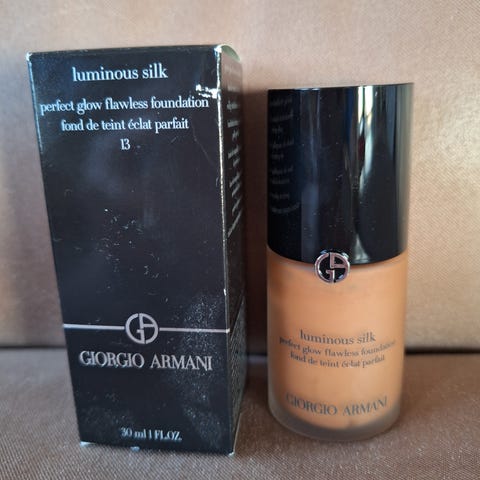 luminous silk
perfect glow flawless foundation
fond de teint éclat parfait
13
GIORGIO ARMANI
30 ml 1 FL.OZ.
luminous silk
perfect glow flawless foundation
fond de teint éclat parfait
GIORGIO ARMANI